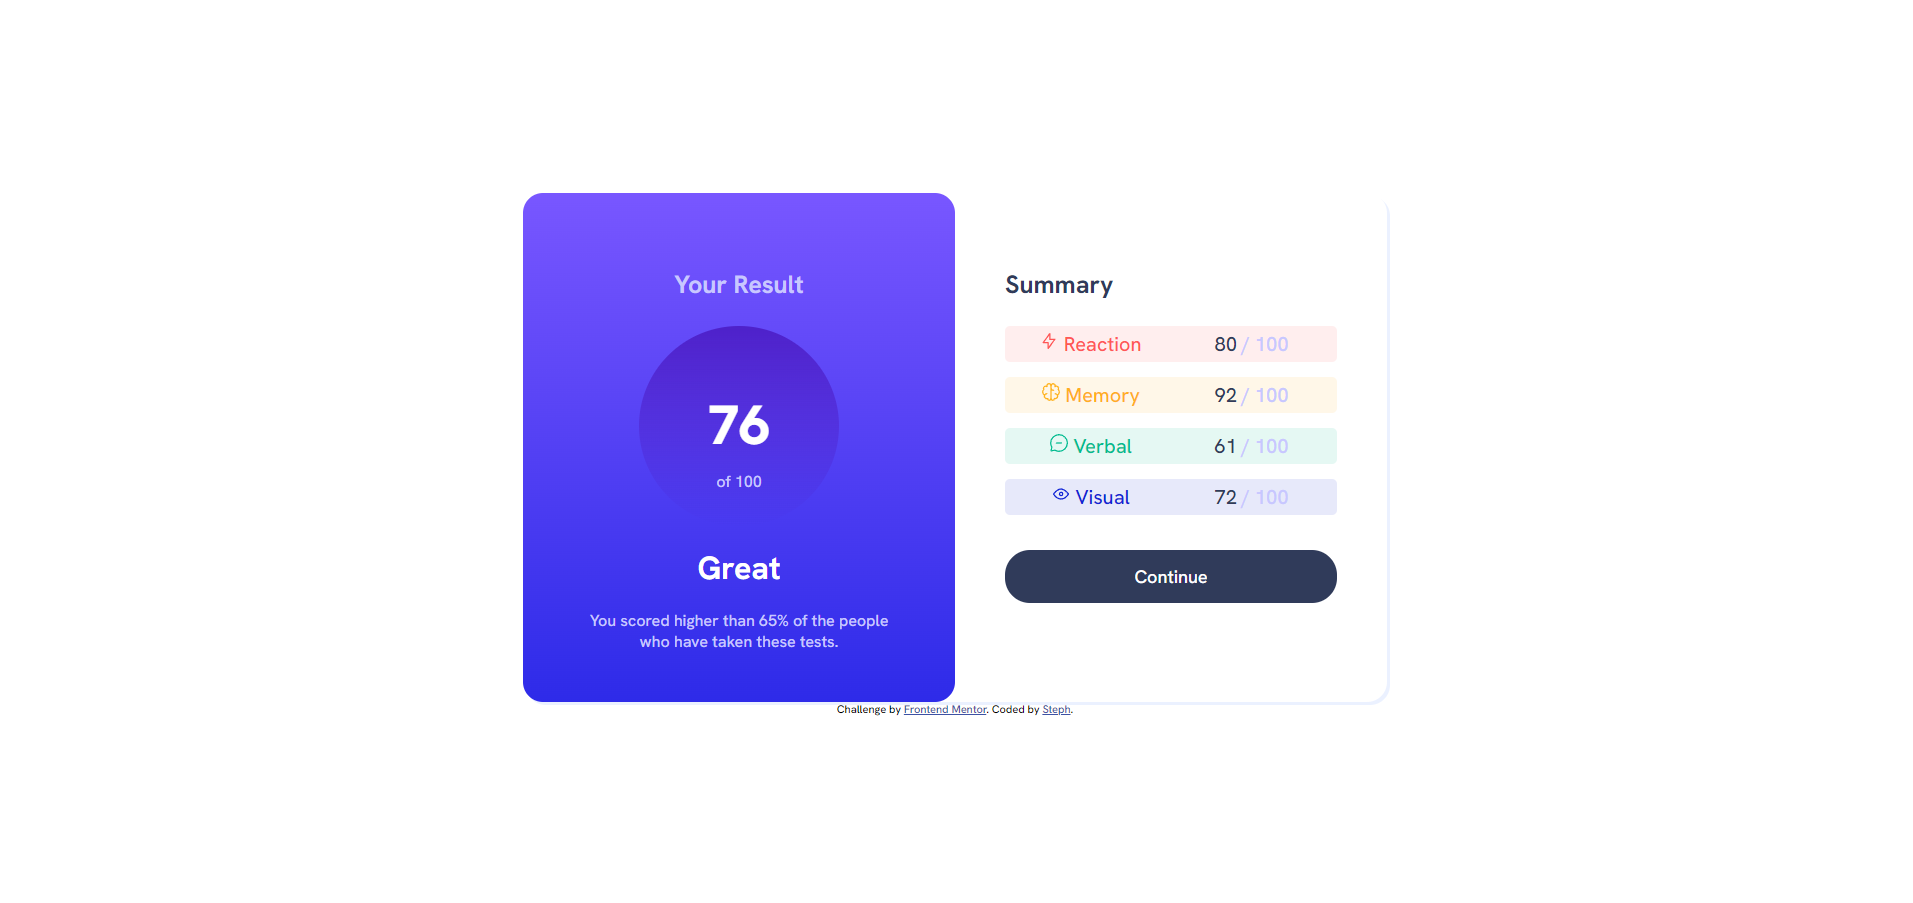 Your Result
76
of 100
Great
You scored higher than 65% of the people
who have taken these tests.
Summary
Reaction 80 / 100
Memory 92 / 100
Verbal 61 / 100
Visual 72 / 100
Continue
Challenge by Frontend Mentor. Coded by Steph.